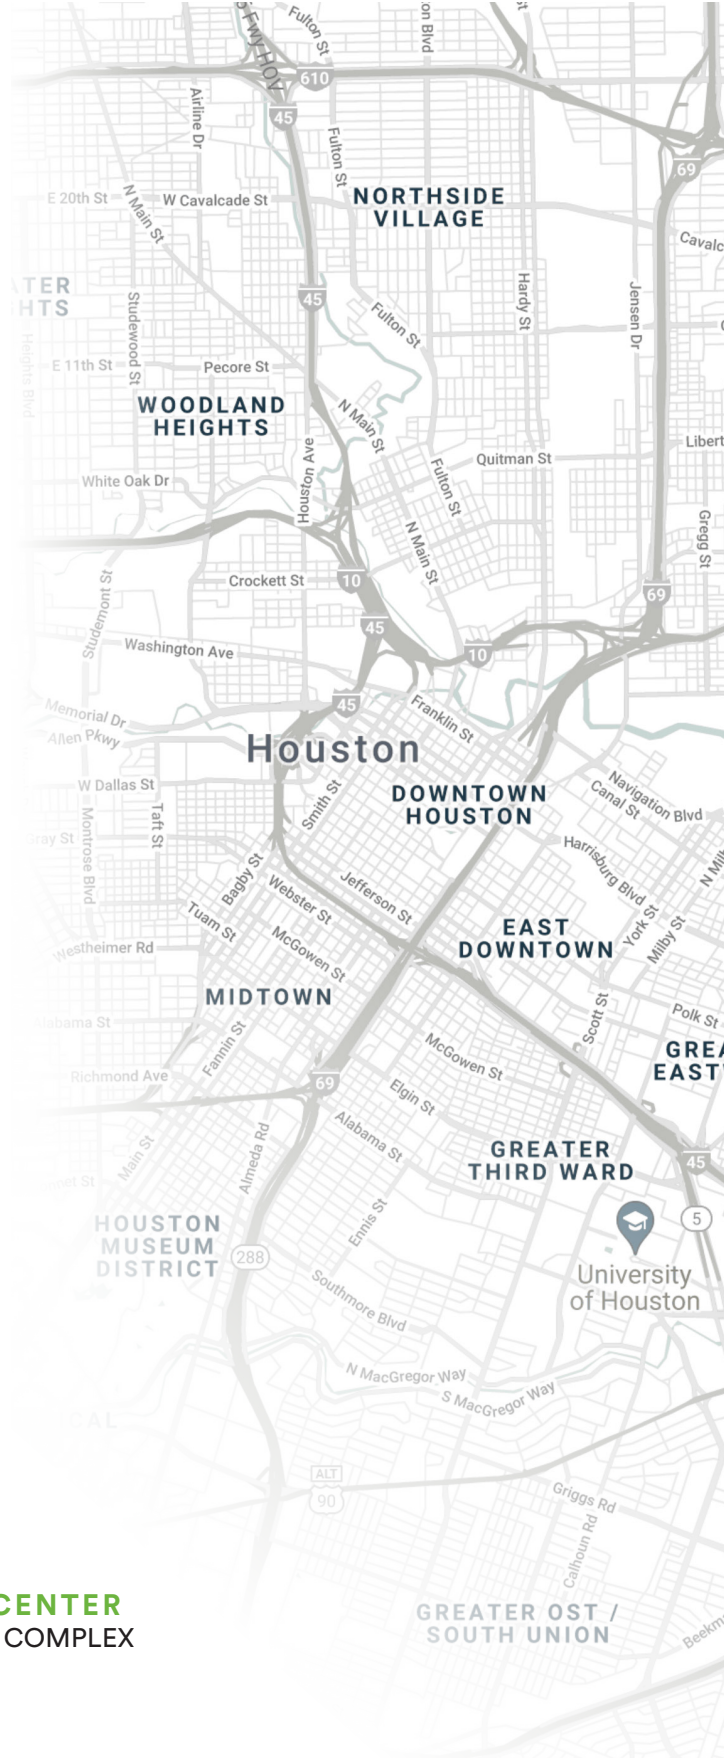 Fulton St
610
45
Airline Dr
Fulton St
69
E 20th St
W Cavalcade St
N Main St
NORTHSIDE
VILLAGE
45
Hardy St
Jensen Dr
Fulton St
Studewood St
Heights Blvd
E 11th St
Pecore St
WOODLAND
HEIGHTS
N Main St
Houston Ave
Quitman St
White Oak Dr
Fulton St
Gregg St
N Main St
Crockett St
10
69
Studemont St
45
Washington Ave
10
45
Memorial Dr
Franklin St
Allen Pkwy
Houston
W Dallas St
Smith St
DOWNTOWN
HOUSTON
Navigation Blvd
Canal St
Montrose Blvd
Taft St
Harrisburg Blvd
Bagby St
Webster St
Jefferson St
Tuam St
York St
Milby St
McGowen St
EAST
DOWNTOWN
Westheimer Rd
MIDTOWN
Scott St
Polk St
Fannin St
McGowen St
Richmond Ave
69
Elgin St
Alabama St
Main St
Almeda Rd
GREATER
THIRD WARD
45
HOUSTON
MUSEUM
DISTRICT
288
Ennis St
5
University
of Houston
Southmore Blvd
N MacGregor Way
S MacGregor Way
ALT
90
Griggs Rd
Calhoun Rd
CENTER
COMPLEX
GREATER OST /
SOUTH UNION